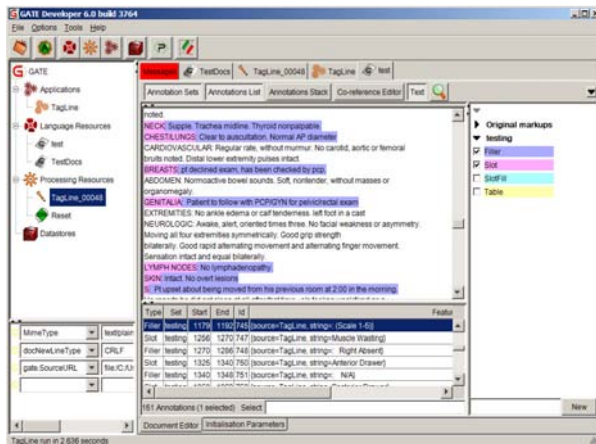 GATE Developer 6.0 build 3764
File Options Tools Help
GATE
Applications
TagLine
Language Resources
test
TestDocs
Processing Resources
TagLine_00048
Reset
Datastores
MimeType text/plain
docNewLineType CRLF
gate.SourceURL
Messages TestDocs TagLine_00048 TagLine test
Annotation Sets Annotations List Annotations Stack Co-reference Editor Text
noted.
NECK: Supple. Trachea midline. Thyroid nonpalpable
CHEST/LUNGS: Clear to auscultation. Normal AP diameter
CARDIOVASCULAR: Regular rate, without murmur. No carotid, aortic or femoral
bruits noted. Distal lower extremity pulses intact
BREASTS: pt declined exam, has been checked by pcp.
ABDOMEN: Normoactive bowel sounds. Soft, nontender, without masses or
organomegaly.
GENITALIA: Patient to follow with PCP/GYN for pelvic/rectal exam
EXTREMITIES: No ankle edema or calf tenderness. left foot in a cast
NEUROLOGIC: Awake, alert, oriented times three. No facial weakness or asymmetry.
Moving all four extremities symmetrically. Good grip strength
bilaterally. Good rapid alternating movement and alternating finger movement.
Sensation intact and equal bilaterally.
LYMPH NODES: No lymphadenopathy.
SKIN: Intact. No overt lesions
S: Pt upset about being moved from his previous room at 2:00 in the morning.
Type Set Start End Id Featur
Filler testing 1179 1192 745 {source=TagLine, string=: (Scale 1-5)}
Slot testing 1256 1270 747 {source=TagLine, string=Muscle Wasting}
Filler testing 1270 1286 748 {source=TagLine, string=: Right Absent}
Slot testing 1325 1340 750 {source=TagLine, string=Anterior Drawer}
Filler testing 1340 1348 751 {source=TagLine, string=: N/A}
161 Annotations (1 selected) Select
Document Editor Initialisation Parameters
Original markups
testing
Filler
Slot
SlotFill
Table
New
TagLine run in 2.636 seconds